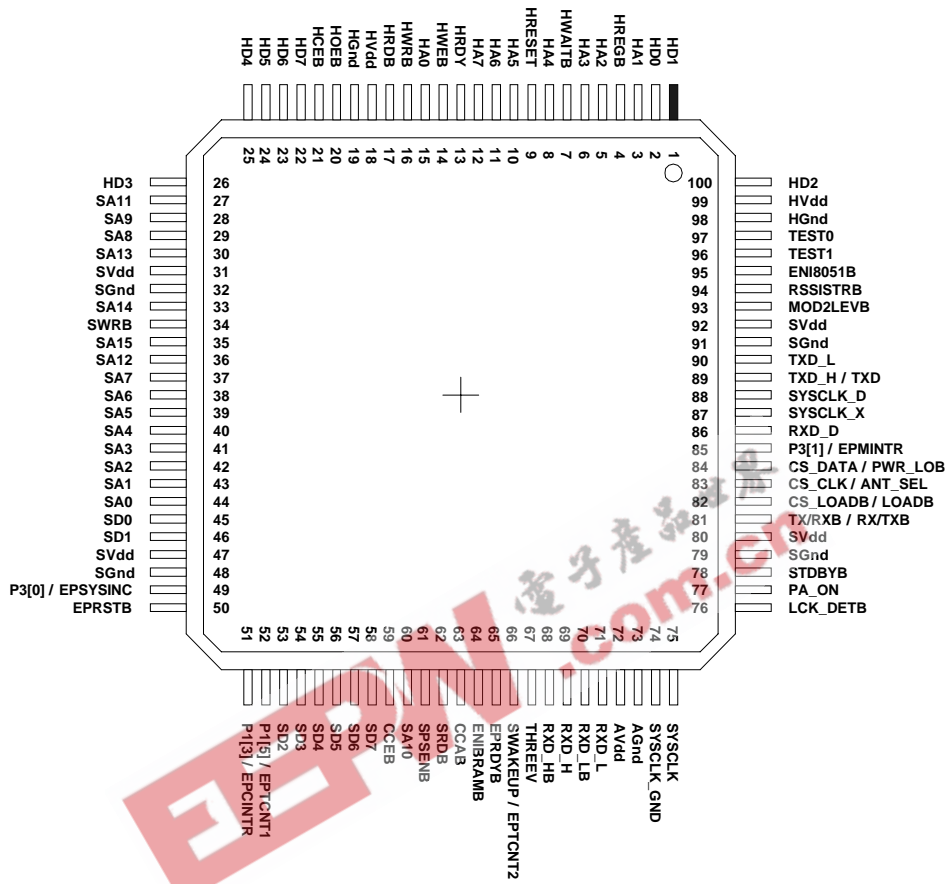 HD4
HD5
HD6
HD7
HCEB
HOEB
HGnd
HVdd
HRDB
HWRB
HA0
HWEB
HRDY
HA7
HA6
HA5
HRESET
HA4
HWAITB
HA3
HA2
HREGB
HA1
HD0
HD1
25 24 23 22 21 20 19 18 17 16 15 14 13 12 11 10 9 8 7 6 5 4 3 2 1
HD3 26
SA11 27
SA9 28
SA8 29
SA13 30
SVdd 31
SGnd 32
SA14 33
SWRB 34
SA15 35
SA12 36
SA7 37
SA6 38
SA5 39
SA4 40
SA3 41
SA2 42
SA1 43
SA0 44
SD0 45
SD1 46
SVdd 47
SGnd 48
P3[0] / EPSYSINC 49
EPRSTB 50
100 HD2
99 HVdd
98 HGnd
97 TEST0
96 TEST1
95 ENI8051B
94 RSSISTRB
93 MOD2LEVB
92 SVdd
91 SGnd
90 TXD_L
89 TXD_H / TXD
88 SYSCLK_D
87 SYSCLK_X
86 RXD_D
85 P3[1] / EPMINTR
84 CS_DATA / PWR_LOB
83 CS_CLK / ANT_SEL
82 CS_LOADB / LOADB
81 TX/RXB / RX/TXB
80 SVdd
79 SGnd
78 STDBYB
77 PA_ON
76 LCK_DETB
51 52 53 54 55 56 57 58 59 60 61 62 63 64 65 66 67 68 69 70 71 72 73 74 75
P1[3] / EPCINTR
P1[5] / EPTCNT1
SD2
SD3
SD4
SD5
SD6
SD7
CCEB
SA10
SPSENB
SRDB
CCAB
ENIBRAMB
EPRDYB
SWAKEUP / EPTCNT2
THREEV
RXD_HB
RXD_H
RXD_LB
RXD_L
AVdd
AGnd
SYSCLK_GND
SYSCLK
EEPW
電子產品世界
.com.cn